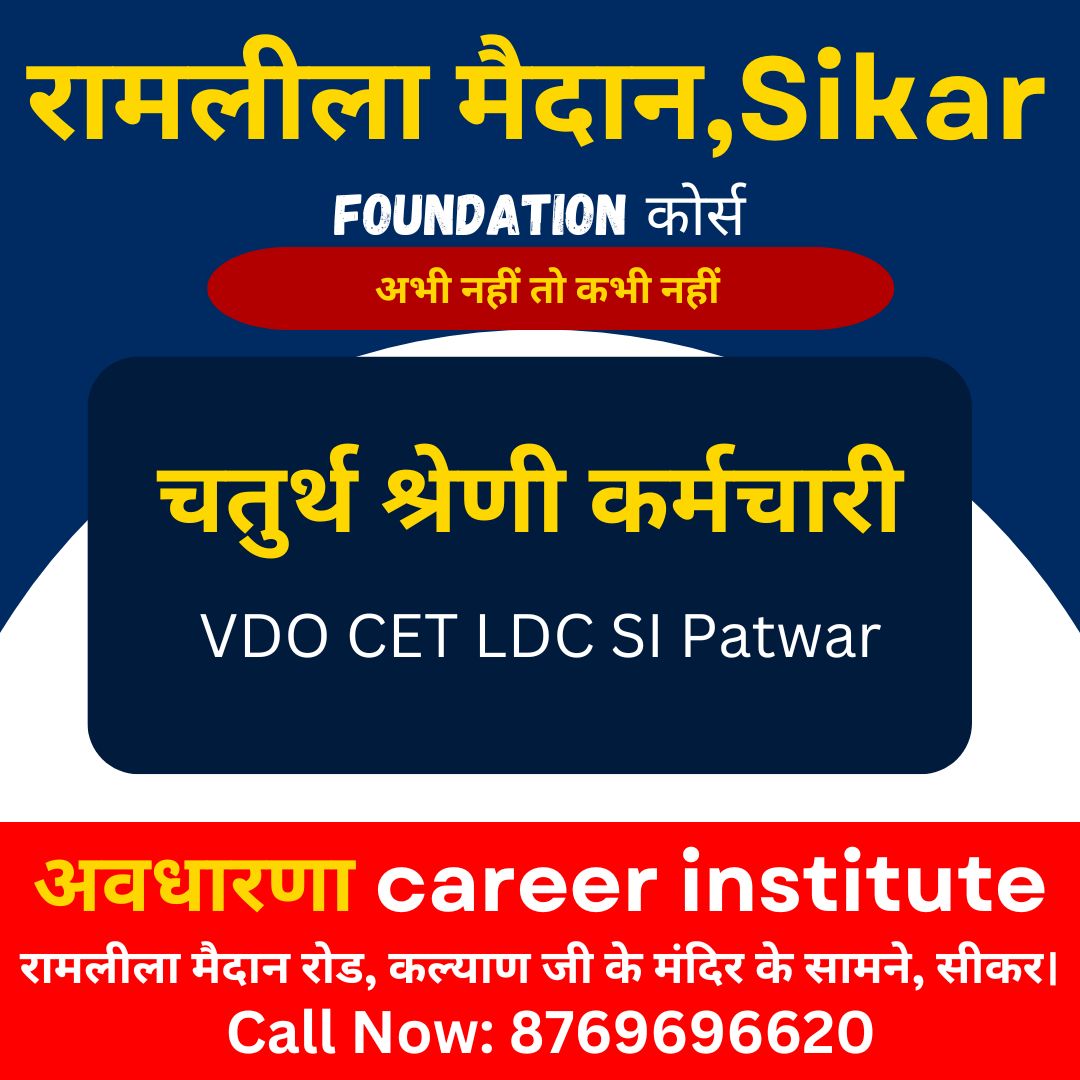 रामलीला मैदान,Sikar
FOUNDATION कोर्स
अभी नहीं तो कभी नहीं
चतुर्थ श्रेणी कर्मचारी
VDO CET LDC SI Patwar
अवधारणा career institute
रामलीला मैदान रोड, कल्याण जी के मंदिर के सामने, सीकर।
Call Now: 8769696620